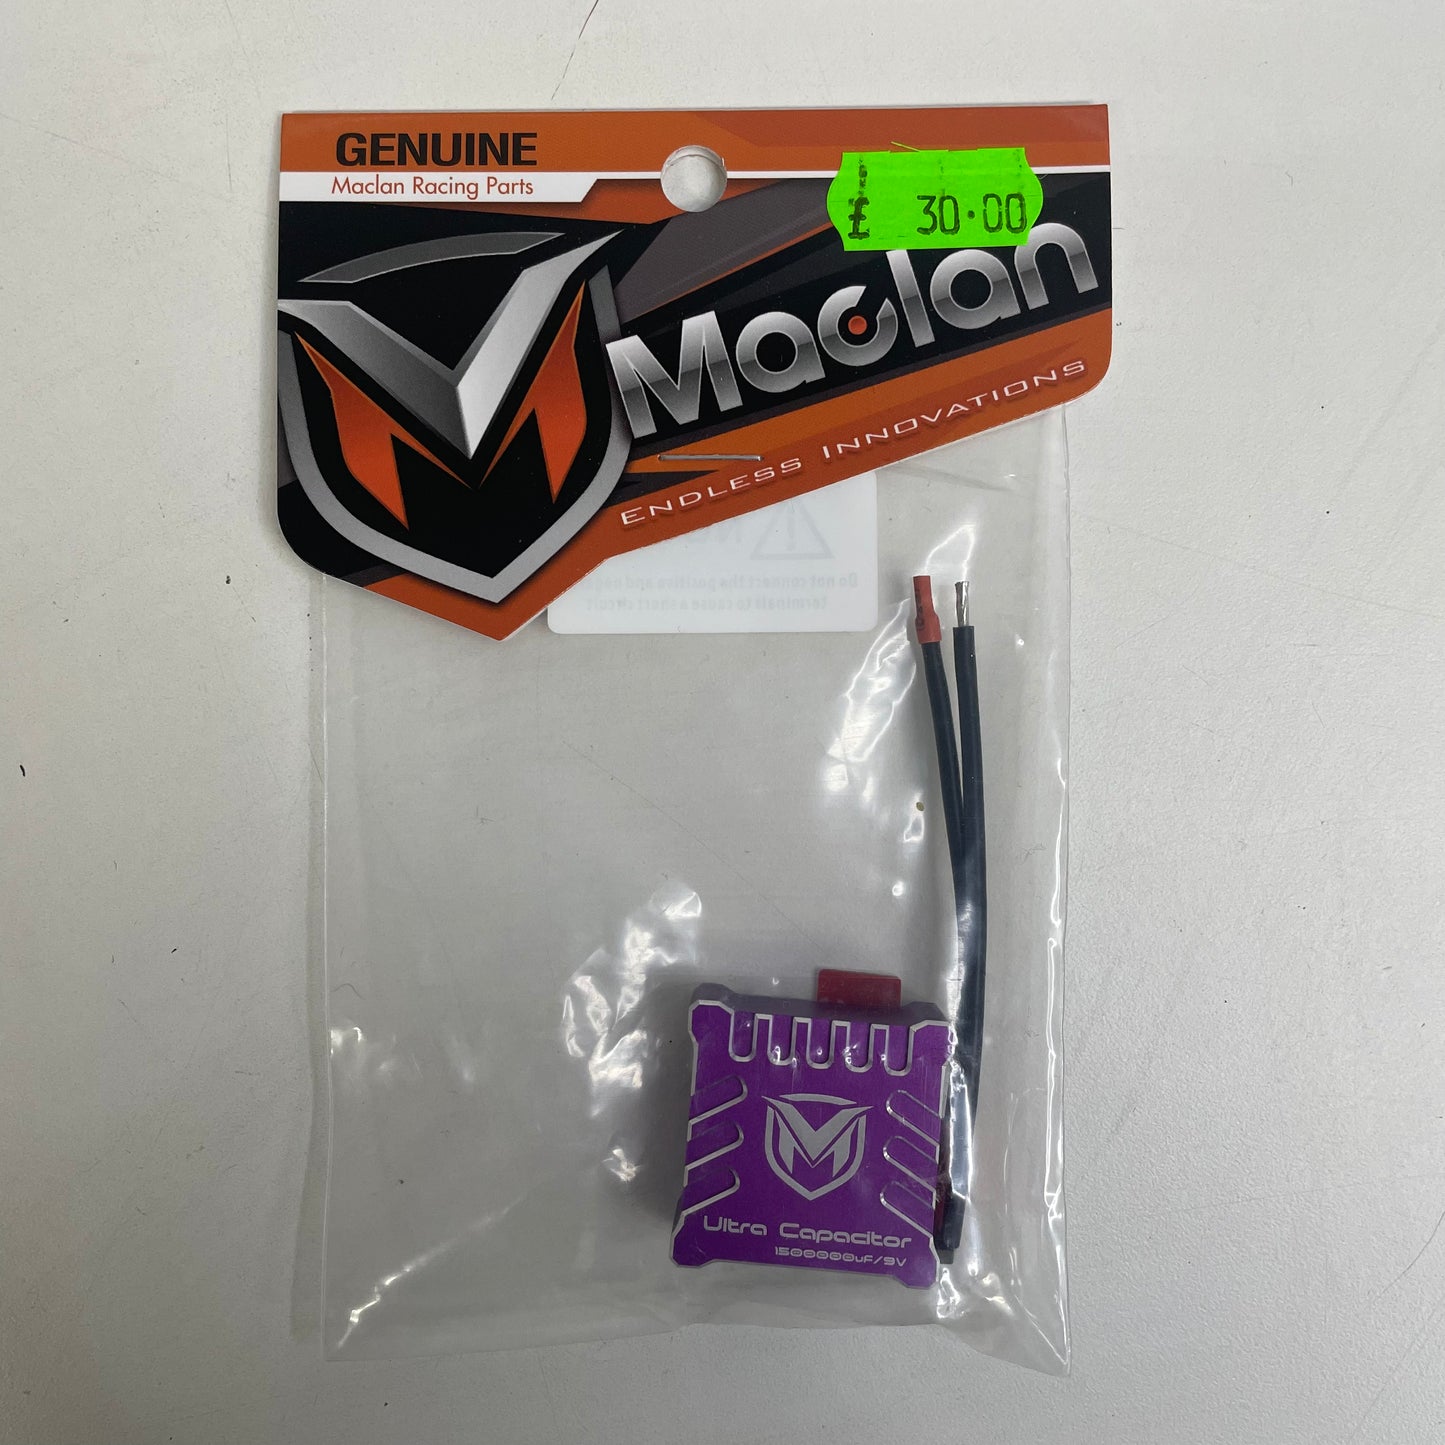 GENUINE
Maclan Racing Parts
£ 30·00
Maclan
ENDLESS INNOVATIONS
Do not connect the positive and
terminals to cause a short circuit
Ultra Capacitor
1500000uF/9V